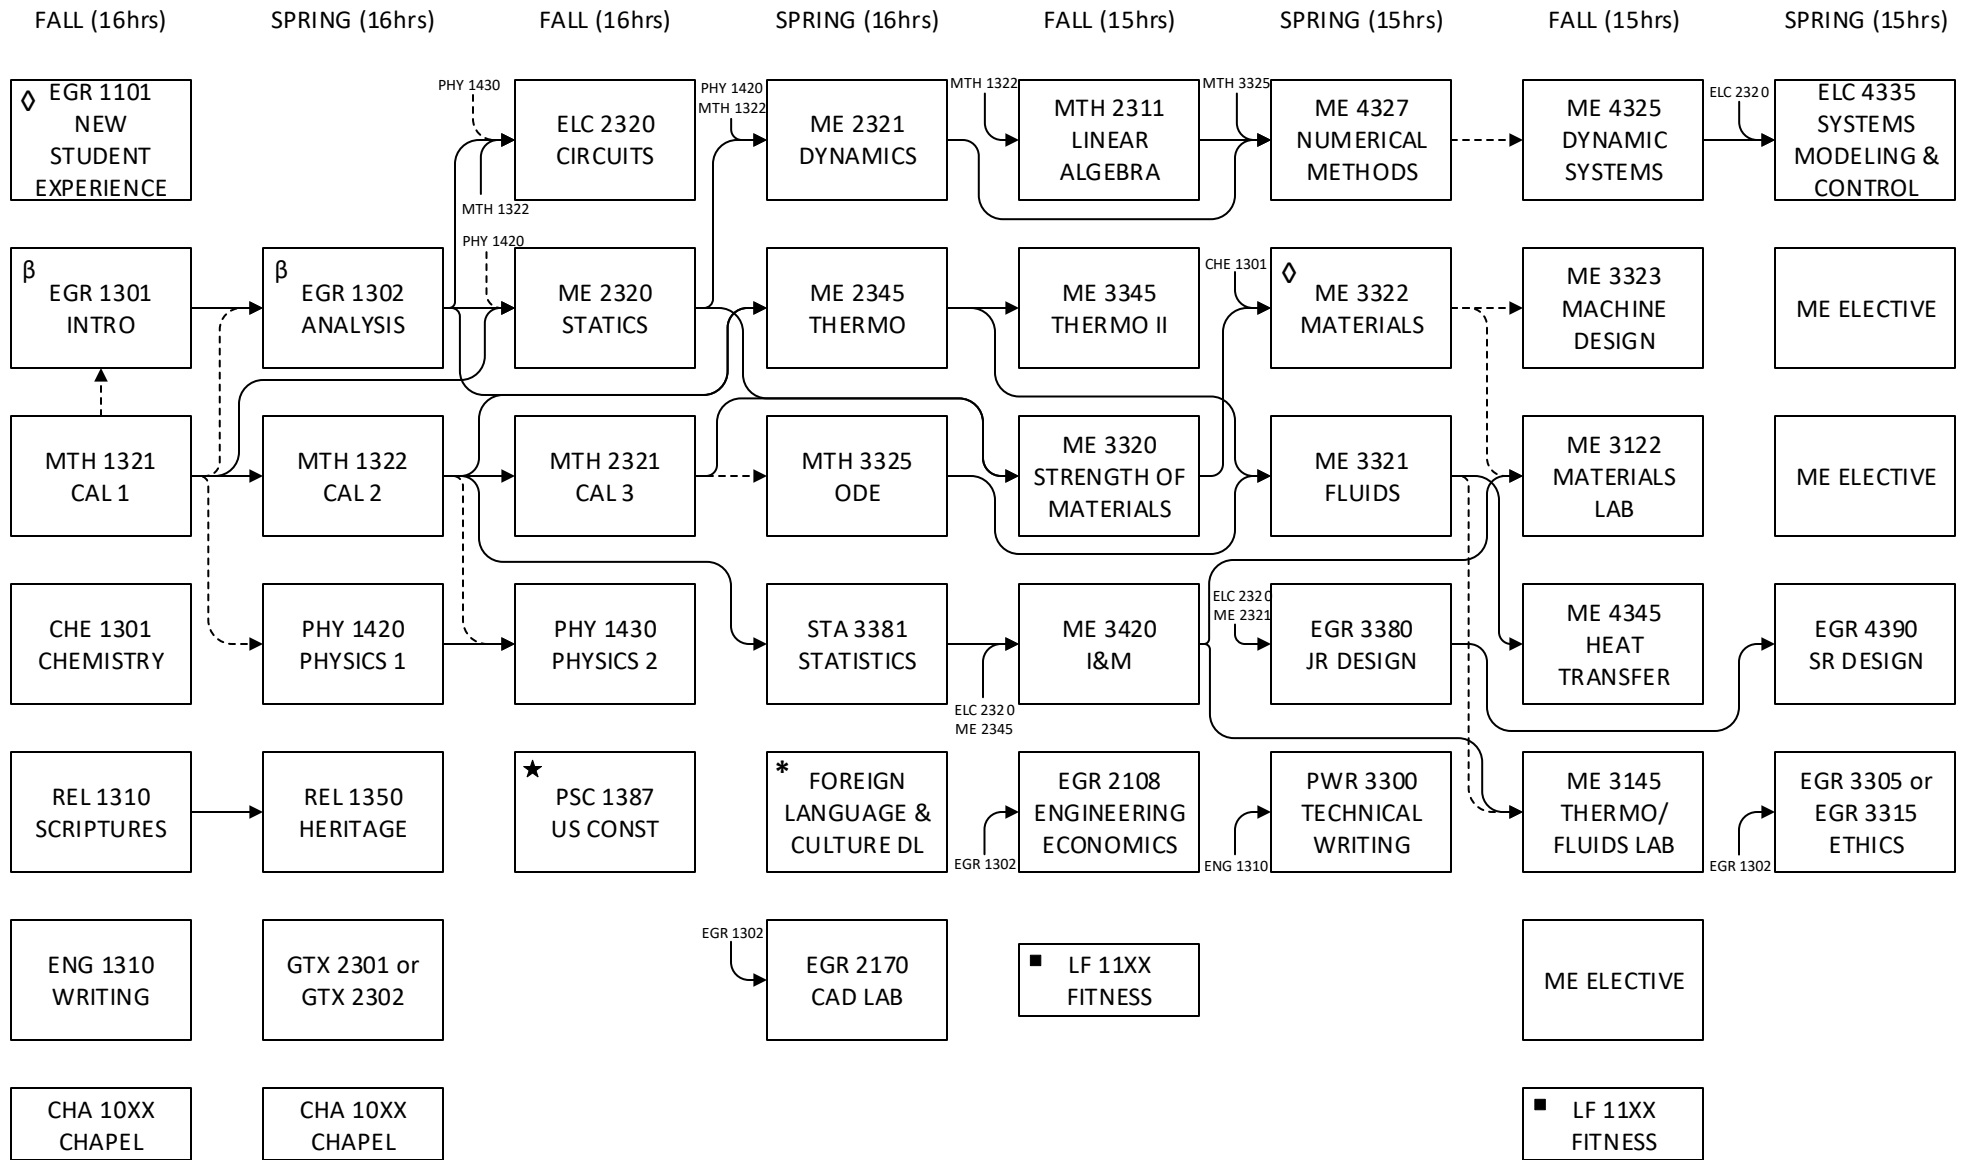 FALL (16hrs)
SPRING (16hrs)
FALL (16hrs)
SPRING (16hrs)
FALL (15hrs)
SPRING (15hrs)
FALL (15hrs)
SPRING (15hrs)
◊ EGR 1101
NEW
STUDENT
EXPERIENCE
PHY 1430
ELC 2320
CIRCUITS
MTH 1322
PHY 1420
MTH 1322
ME 2321
DYNAMICS
MTH 1322
MTH 2311
LINEAR
ALGEBRA
MTH 3325
ME 4327
NUMERICAL
METHODS
ME 4325
DYNAMIC
SYSTEMS
ELC 2320
ELC 4335
SYSTEMS
MODELING &
CONTROL
β
EGR 1301
INTRO
β
EGR 1302
ANALYSIS
PHY 1420
ME 2320
STATICS
ME 2345
THERMO
ME 3345
THERMO II
CHE 1301
◊
ME 3322
MATERIALS
ME 3323
MACHINE
DESIGN
ME ELECTIVE
MTH 1321
CAL 1
MTH 1322
CAL 2
MTH 2321
CAL 3
MTH 3325
ODE
ME 3320
STRENGTH OF
MATERIALS
ME 3321
FLUIDS
ME 3122
MATERIALS
LAB
ME ELECTIVE
CHE 1301
CHEMISTRY
PHY 1420
PHYSICS 1
PHY 1430
PHYSICS 2
STA 3381
STATISTICS
ELC 2320
ME 2345
ME 3420
I&M
ELC 2320
ME 2321
EGR 3380
JR DESIGN
ME 4345
HEAT
TRANSFER
EGR 4390
SR DESIGN
REL 1310
SCRIPTURES
REL 1350
HERITAGE
★
PSC 1387
US CONST
* FOREIGN
LANGUAGE &
CULTURE DL
EGR 1302
EGR 2108
ENGINEERING
ECONOMICS
ENG 1310
PWR 3300
TECHNICAL
WRITING
ME 3145
THERMO/
FLUIDS LAB
EGR 1302
EGR 3305 or
EGR 3315
ETHICS
ENG 1310
WRITING
GTX 2301 or
GTX 2302
EGR 1302
EGR 2170
CAD LAB
■ LF 11XX
FITNESS
ME ELECTIVE
CHA 10XX
CHAPEL
CHA 10XX
CHAPEL
■ LF 11XX
FITNESS